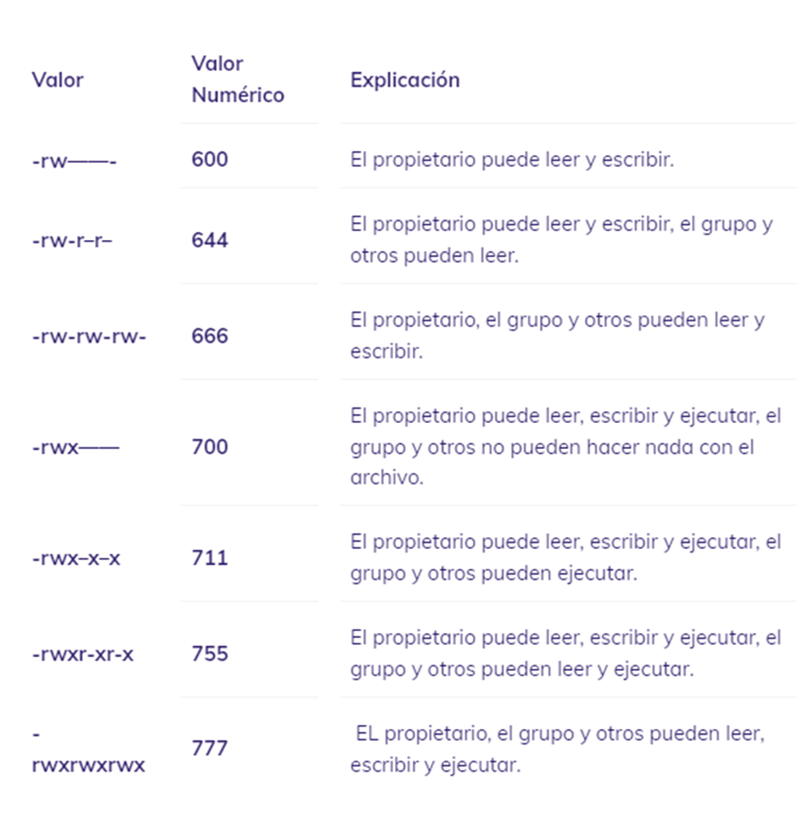 Valor
Valor
Numérico
Explicación
-rw——-
600
El propietario puede leer y escribir.
-rw-r–r–
644
El propietario puede leer y escribir, el grupo y
otros pueden leer.
-rw-rw-rw-
666
El propietario, el grupo y otros pueden leer y
escribir.
-rwx——
700
El propietario puede leer, escribir y ejecutar, el
grupo y otros no pueden hacer nada con el
archivo.
-rwx–x–x
711
El propietario puede leer, escribir y ejecutar, el
grupo y otros pueden ejecutar.
-rwxr-xr-x
755
El propietario puede leer, escribir y ejecutar, el
grupo y otros pueden leer y ejecutar.
-
rwxrwxrwx
777
EL propietario, el grupo y otros pueden leer,
escribir y ejecutar.